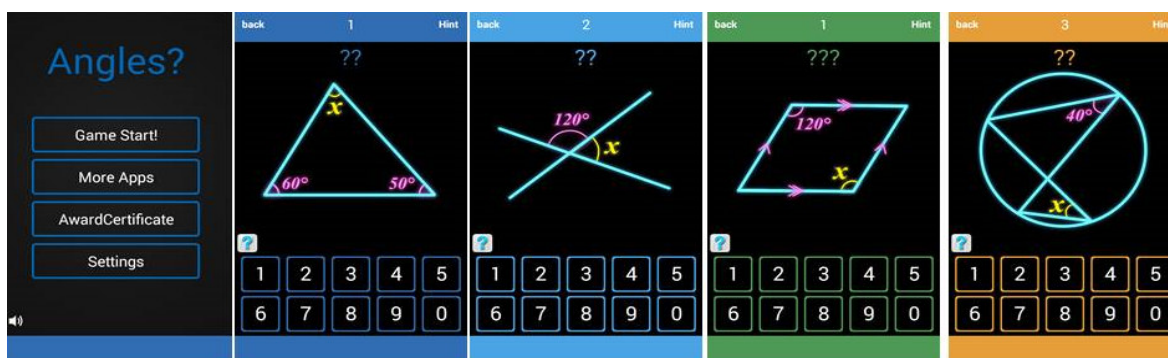 Angles?
Game Start!
More Apps
AwardCertificate
Settings
back 1 Hint
??
x
60° 50°
1 2 3 4 5
6 7 8 9 0
back 2 Hint
??
120°
x
?
1 2 3 4 5
6 7 8 9 0
back 1 Hint
???
120°
x
?
1 2 3 4 5
6 7 8 9 0
back 3 Hint
??
40°
x
?
1 2 3 4 5
6 7 8 9 0